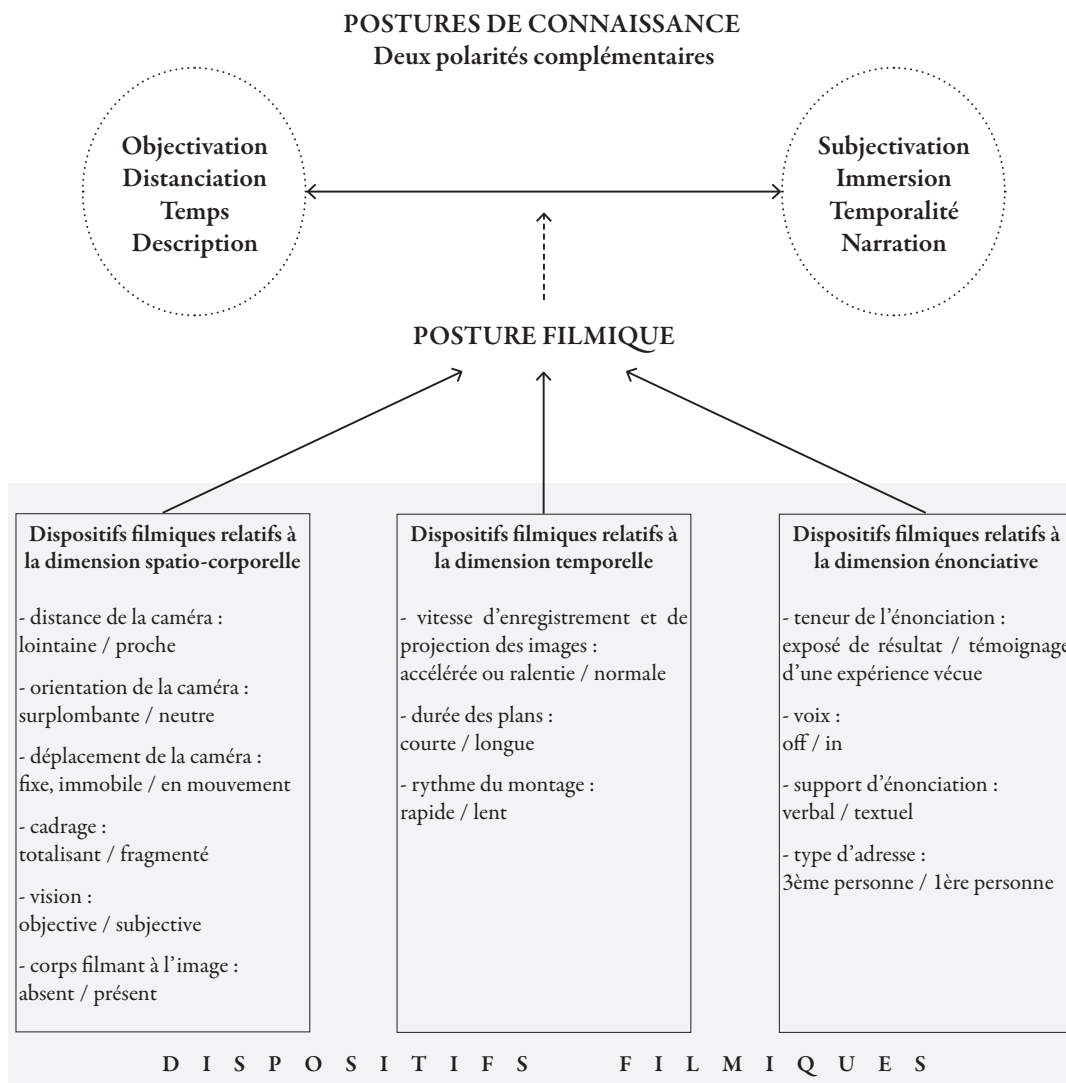 POSTURES DE CONNAISSANCE
Deux polarités complémentaires
Objectivation
Distanciation
Temps
Description
Subjectivation
Immersion
Temporalité
Narration
POSTURE FILMIQUE
Dispositifs filmiques relatifs à
la dimension spatio-corporelle
- distance de la caméra :
lointaine / proche
- orientation de la caméra :
surplombante / neutre
- déplacement de la caméra :
fixe, immobile / en mouvement
- cadrage :
totalisant / fragmenté
- vision :
objective / subjective
- corps filmant à l'image :
absent / présent
Dispositifs filmiques relatifs à
la dimension temporelle
- vitesse d'enregistrement et de
projection des images :
accélérée ou ralentie / normale
- durée des plans :
courte / longue
- rythme du montage :
rapide / lent
Dispositifs filmiques relatifs à
la dimension énonciative
- teneur de l'énonciation :
exposé de résultat / témoignage
d'une expérience vécue
- voix :
off / in
- support d'énonciation :
verbal / textuel
- type d'adresse :
3ème personne / 1ère personne
DISPOSITIFS FILMIQUES